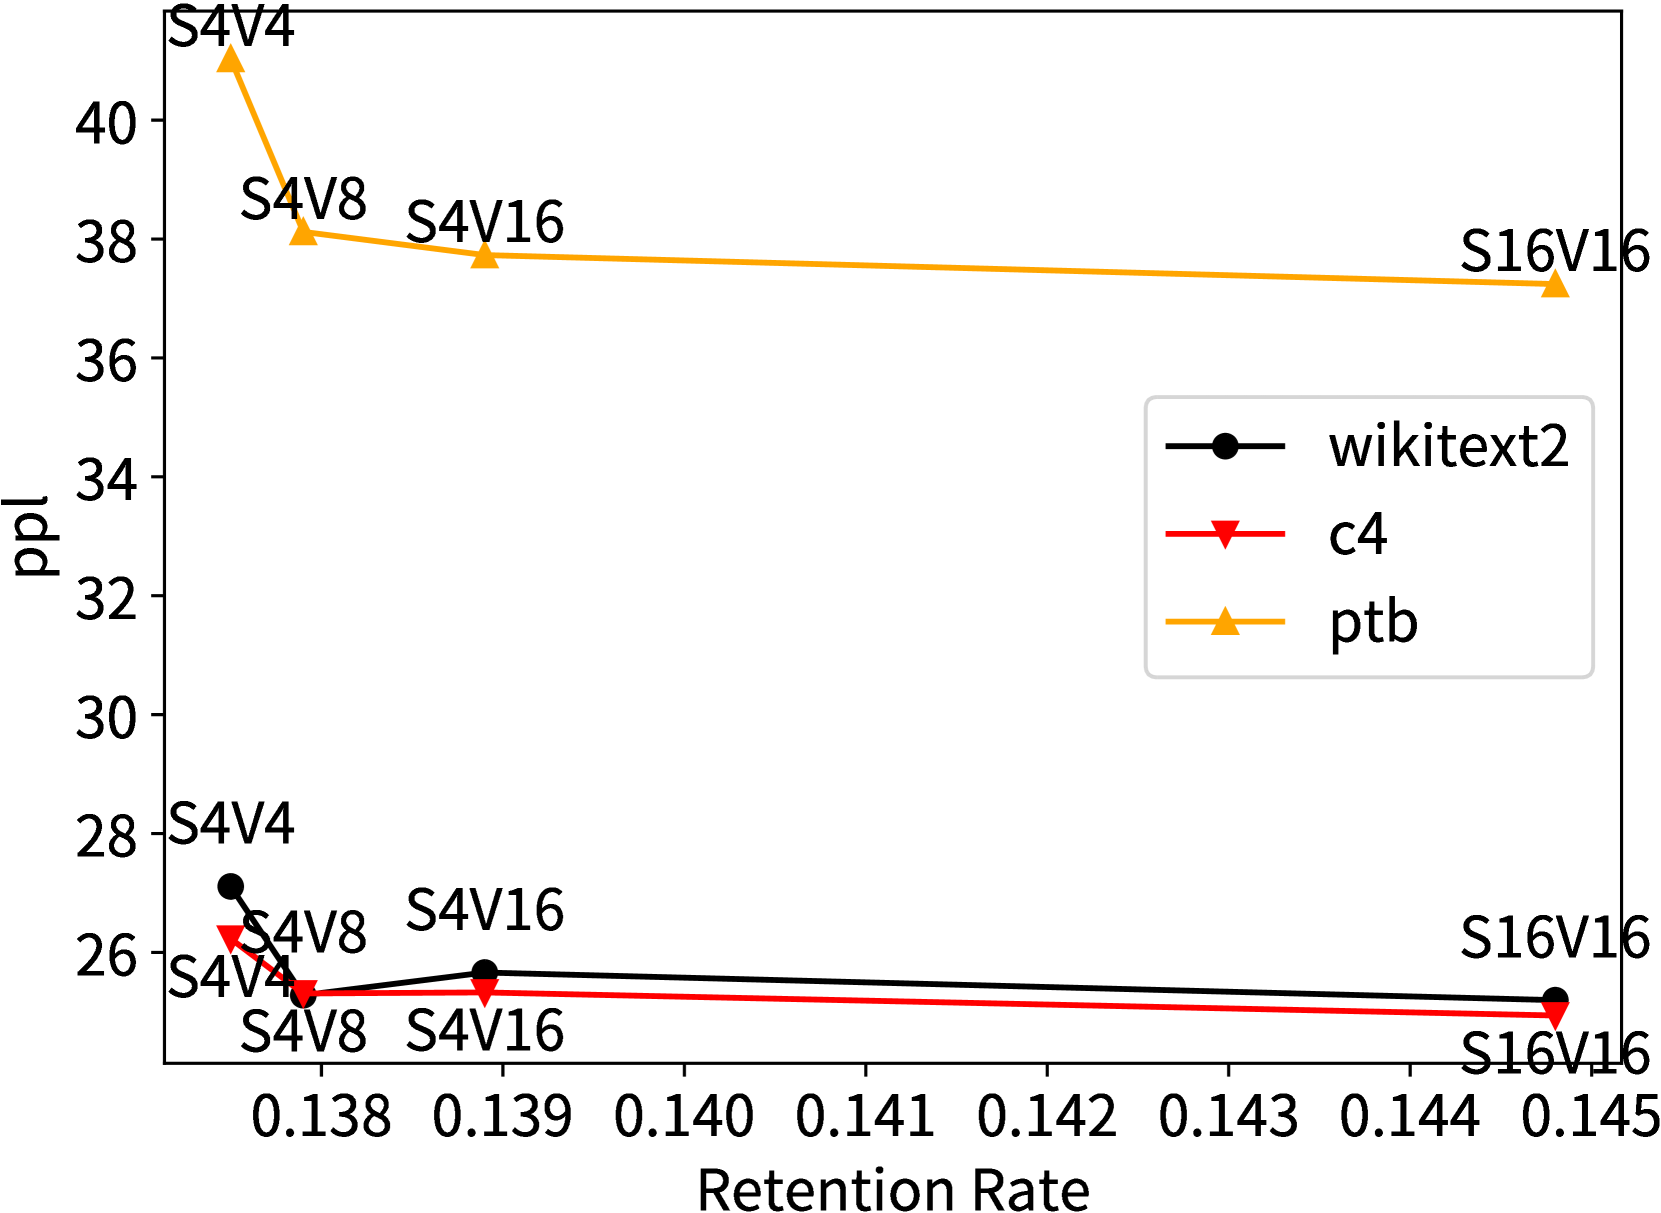 S4V4
40
S4V8
S4V16
38
S16V16
36
wikitext2
34
c4
ppl
32
ptb
30
S4V4
28
S4V16
S4V8
S16V16
26
S4V4
S4V8
S4V16
S16V16
0.138
0.139
0.140
0.141
0.142
0.143
0.144
0.145
Retention Rate